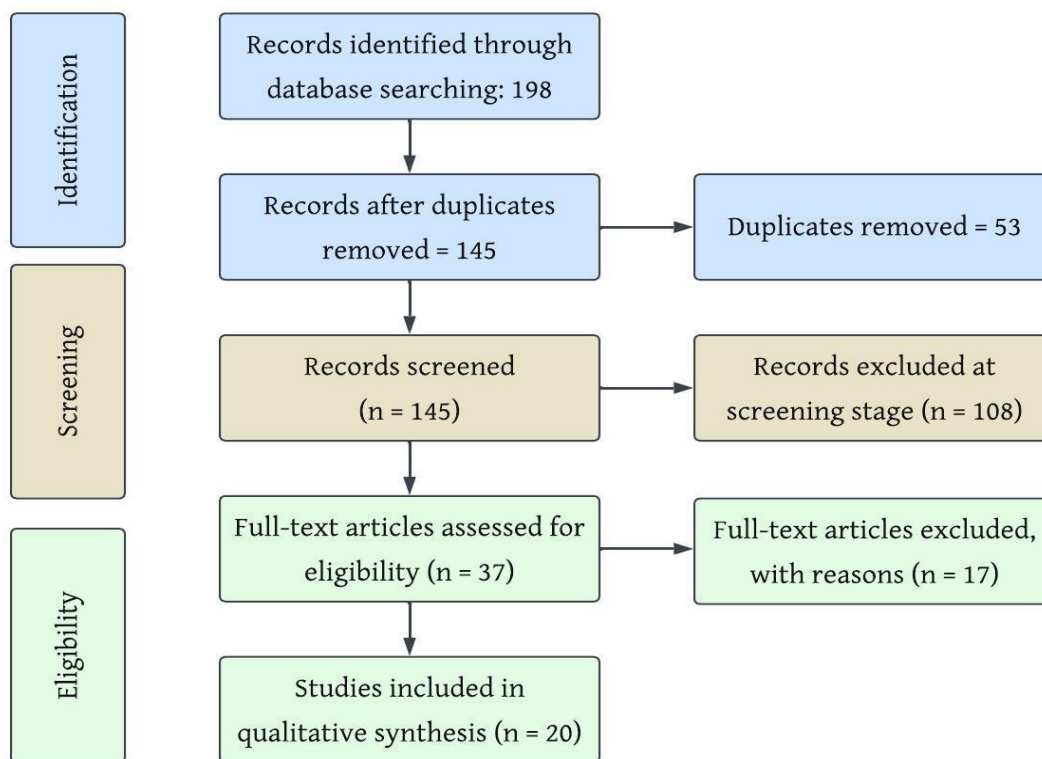 Identification
Records identified through
database searching: 198
Records after duplicates
removed = 145
Duplicates removed = 53
Screening
Records screened
(n = 145)
Records excluded at
screening stage (n = 108)
Eligibility
Full-text articles assessed for
eligibility (n = 37)
Full-text articles excluded,
with reasons (n = 17)
Studies included in
qualitative synthesis (n = 20)